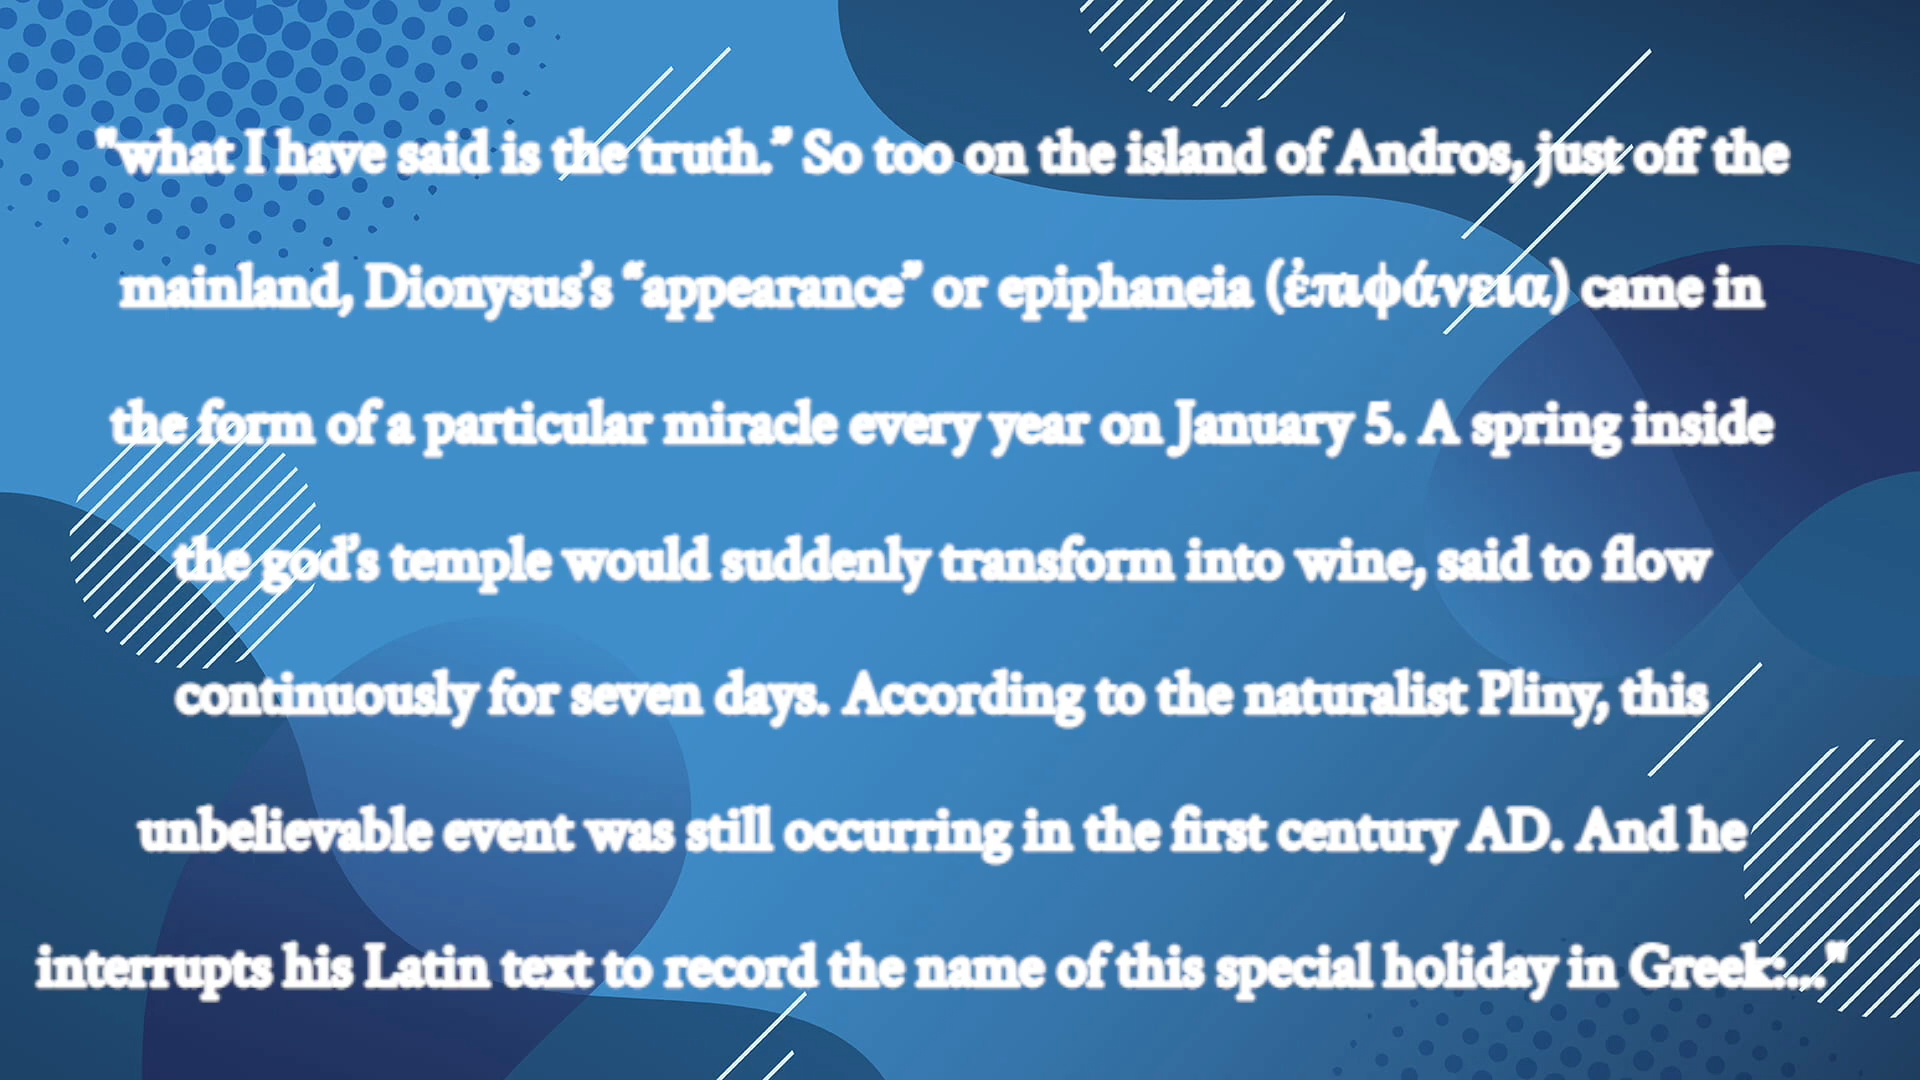 "what I have said is the truth.” So too on the island of Andros, just off the
mainland, Dionysus’s “appearance” or epiphaneia (ἐπιφάνεια) came in
the form of a particular miracle every year on January 5. A spring inside
the god’s temple would suddenly transform into wine, said to flow
continuously for seven days. According to the naturalist Pliny, this
unbelievable event was still occurring in the first century AD. And he
interrupts his Latin text to record the name of this special holiday in Greek:..."